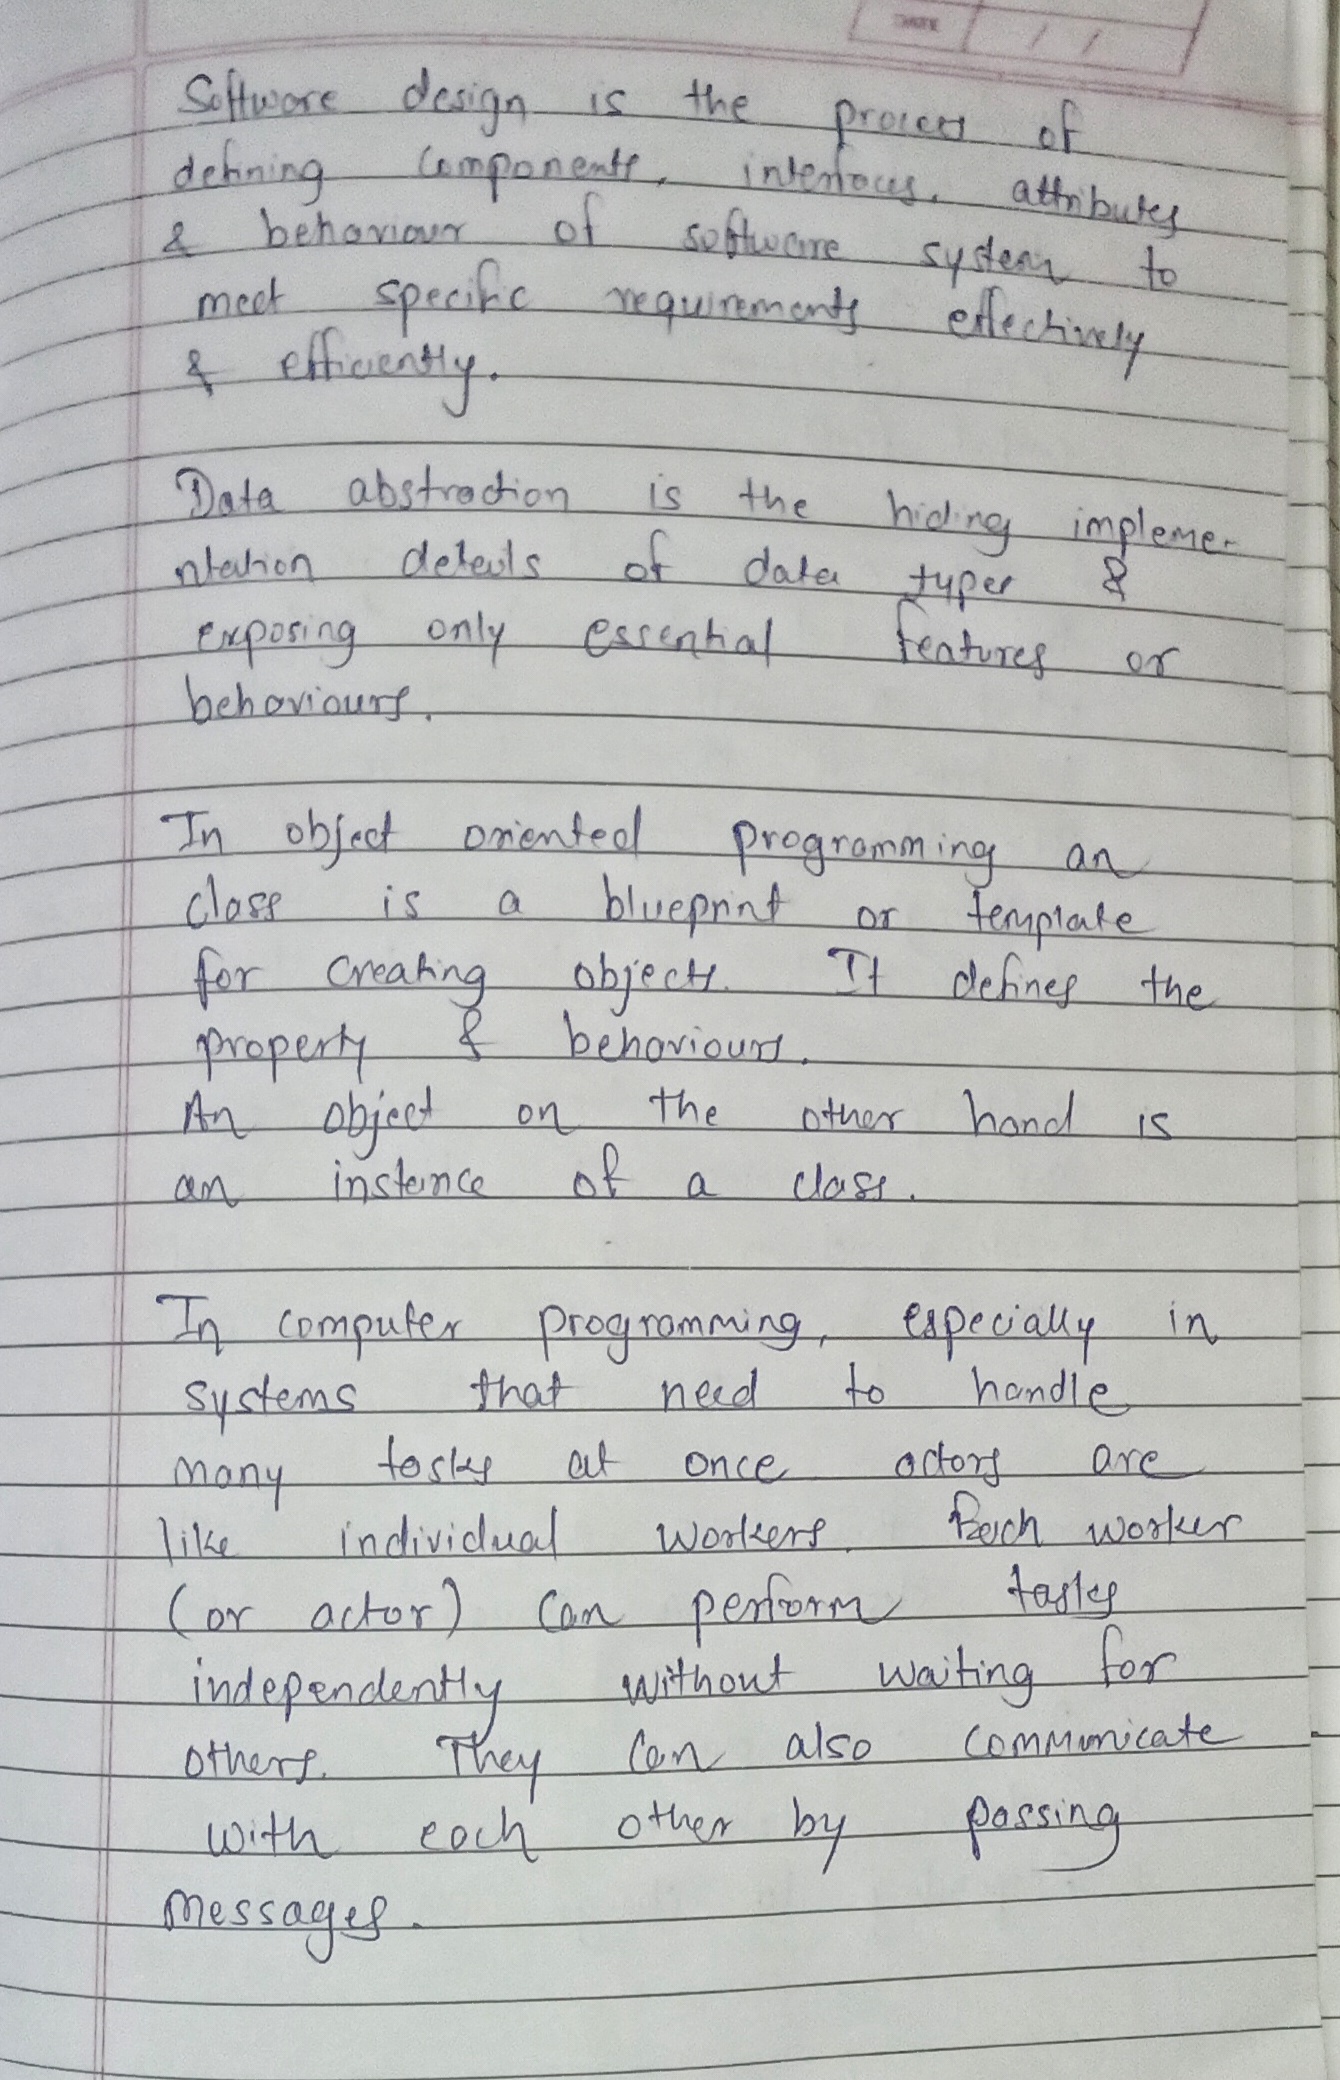 DATE / /
Software design is the process of
defining components, interfaces, attributes
& behaviour of software system to
meet specific requirements effectively
& efficiently.
Data abstraction is the hiding impleme-
ntation details of data types &
exposing only essential features or
behaviours.
In object oriented programming an
class is a blueprint or template
for creating objects. It defines the
property & behaviours.
An object on the other hand is
an instance of a class.
In computer programming, especially in
systems that need to handle
many tasks at once actors are
like individual workers. Each worker
(or actor) can perform tasks
independently without waiting for
others. They can also communicate
with each other by passing
messages.